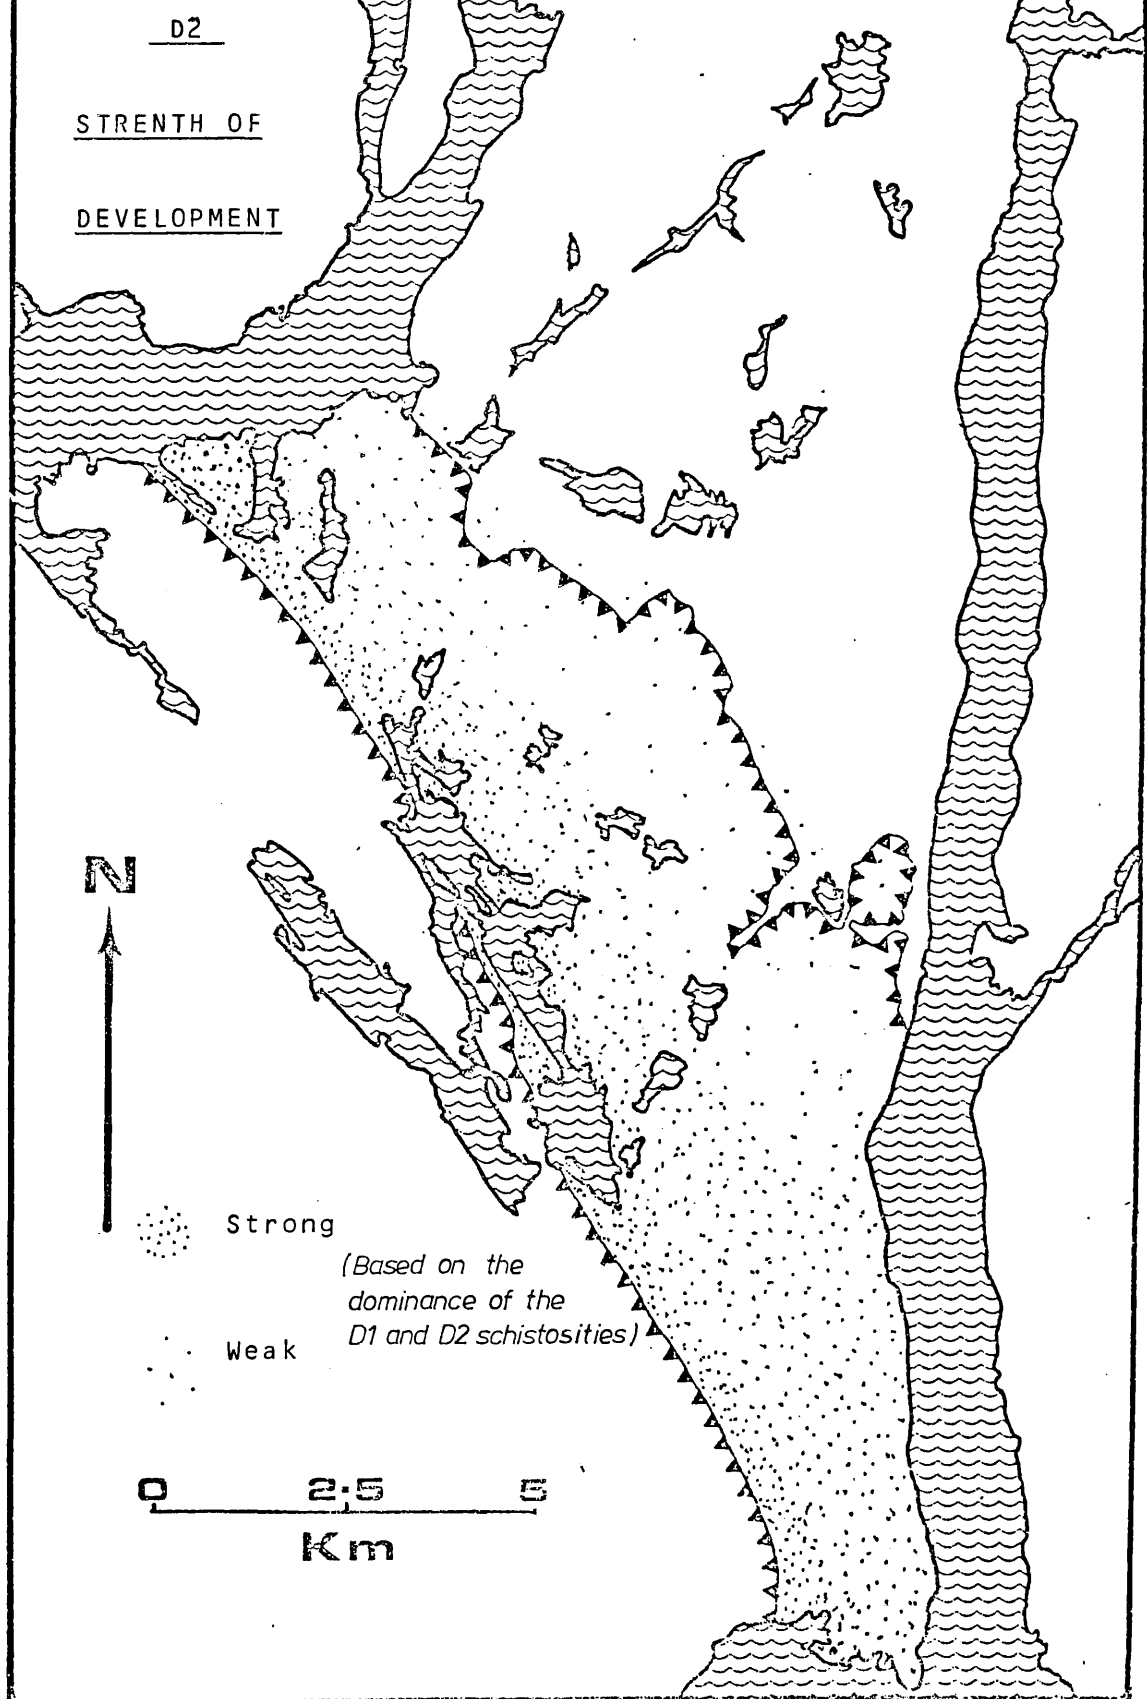 D2
STRENTH OF
DEVELOPMENT
N
Strong
(Based on the
dominance of the
D1 and D2 schistosities)
Weak
0 2·5 5
Km